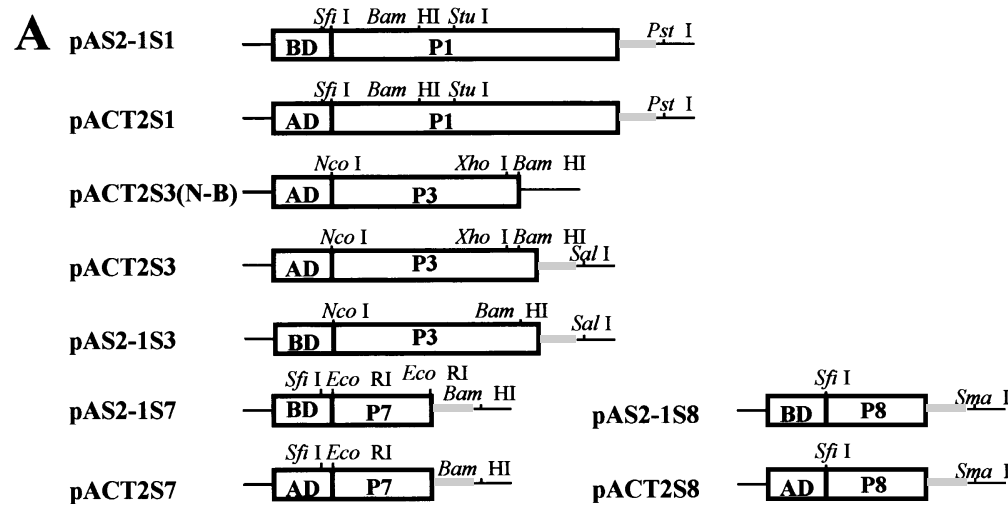 A
Sfi I Bam HI Stu I
pAS2-1S1 BD P1 Pst I
Sfi I Bam HI Stu I
pACT2S1 AD P1 Pst I
Nco I Xho I Bam HI
pACT2S3(N-B) AD P3
Nco I Xho I Bam HI
pACT2S3 AD P3 Sal I
Nco I Bam HI
pAS2-1S3 BD P3 Sal I
Sfi I Eco RI Eco RI
pAS2-1S7 BD P7 Bam HI
Sfi I Eco RI
pACT2S7 AD P7 Bam HI
Sfi I
pAS2-1S8 BD P8 Sma I
Sfi I
pACT2S8 AD P8 Sma I